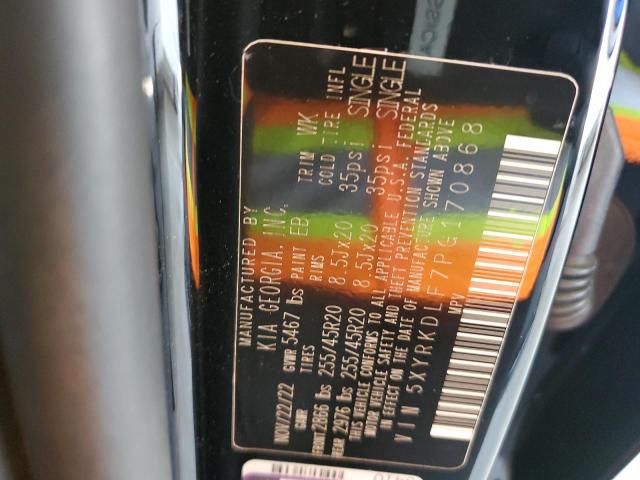 MANUFACTURED BY
KIA GEORGIA, INC.
NOV/22/22 GVWR 5467 lbs PAINT EB TRIM WK
GWR TIRES RIMS COLD TIRE INFL
FRONT 2866 lbs 255/45R20 8.5Jx20 35psi SINGLE
REER 2976 lbs 255/45R20 8.5Jx20 35psi SINGLE
THIS VEHICLE CONFORMS TO ALL APPLICABLE U.S.A. FEDERAL
MOTOR VEHICLE SAFETY AND THEFT PREVENTION STANDARDS
IN EFFECT ON THE DATE OF MANUFACTURE SHOWN ABOVE
VIN 5XYRKDLF7PG170868
MPV